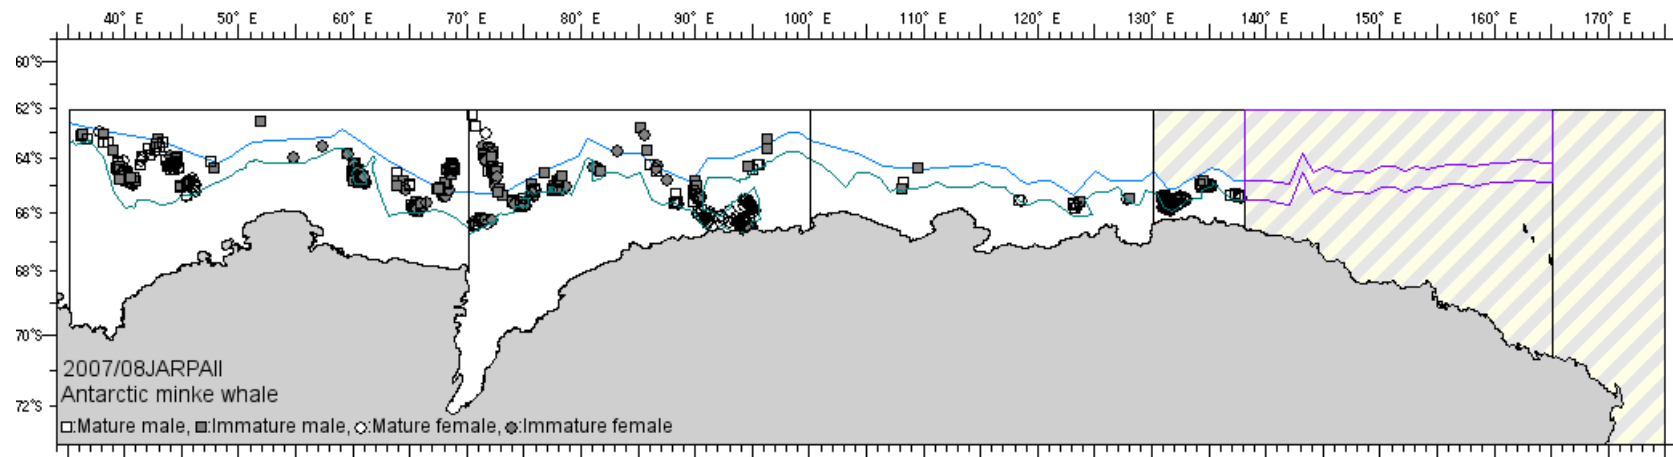 40° E 50° E 60° E 70° E 80° E 90° E 100° E 110° E 120° E 130° E 140° E 150° E 160° E 170° E
60°S
62°S
64°S
66°S
68°S
70°S
72°S
2007/08JARPAII
Antarctic minke whale
:Mature male, :Immature male, :Mature female, :Immature female